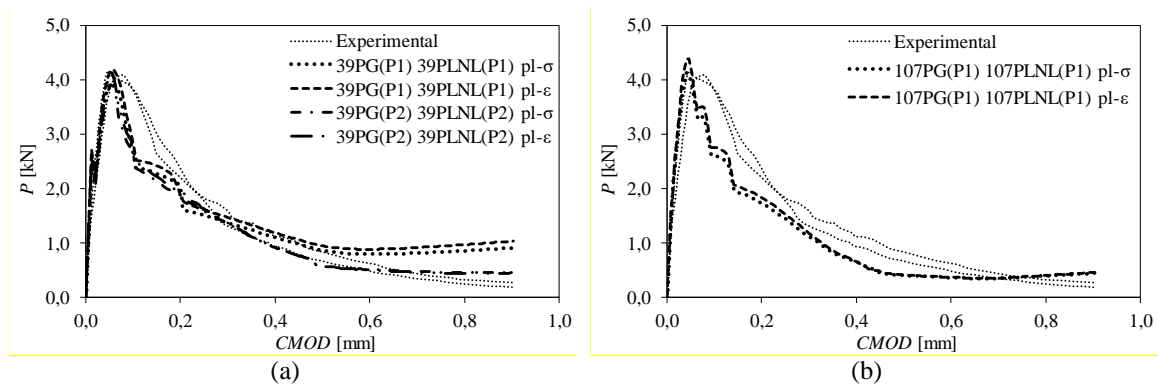 5,0
4,0
3,0
2,0
1,0
0,0
P [kN]
Experimental
39PG(P1) 39PLNL(P1) pl-σ
39PG(P1) 39PLNL(P1) pl-ε
39PG(P2) 39PLNL(P2) pl-σ
39PG(P2) 39PLNL(P2) pl-ε
0,0 0,2 0,4 0,6 0,8 1,0
CMOD [mm]
(a)
5,0
4,0
3,0
2,0
1,0
0,0
P [kN]
Experimental
107PG(P1) 107PLNL(P1) pl-σ
107PG(P1) 107PLNL(P1) pl-ε
0,0 0,2 0,4 0,6 0,8 1,0
CMOD [mm]
(b)